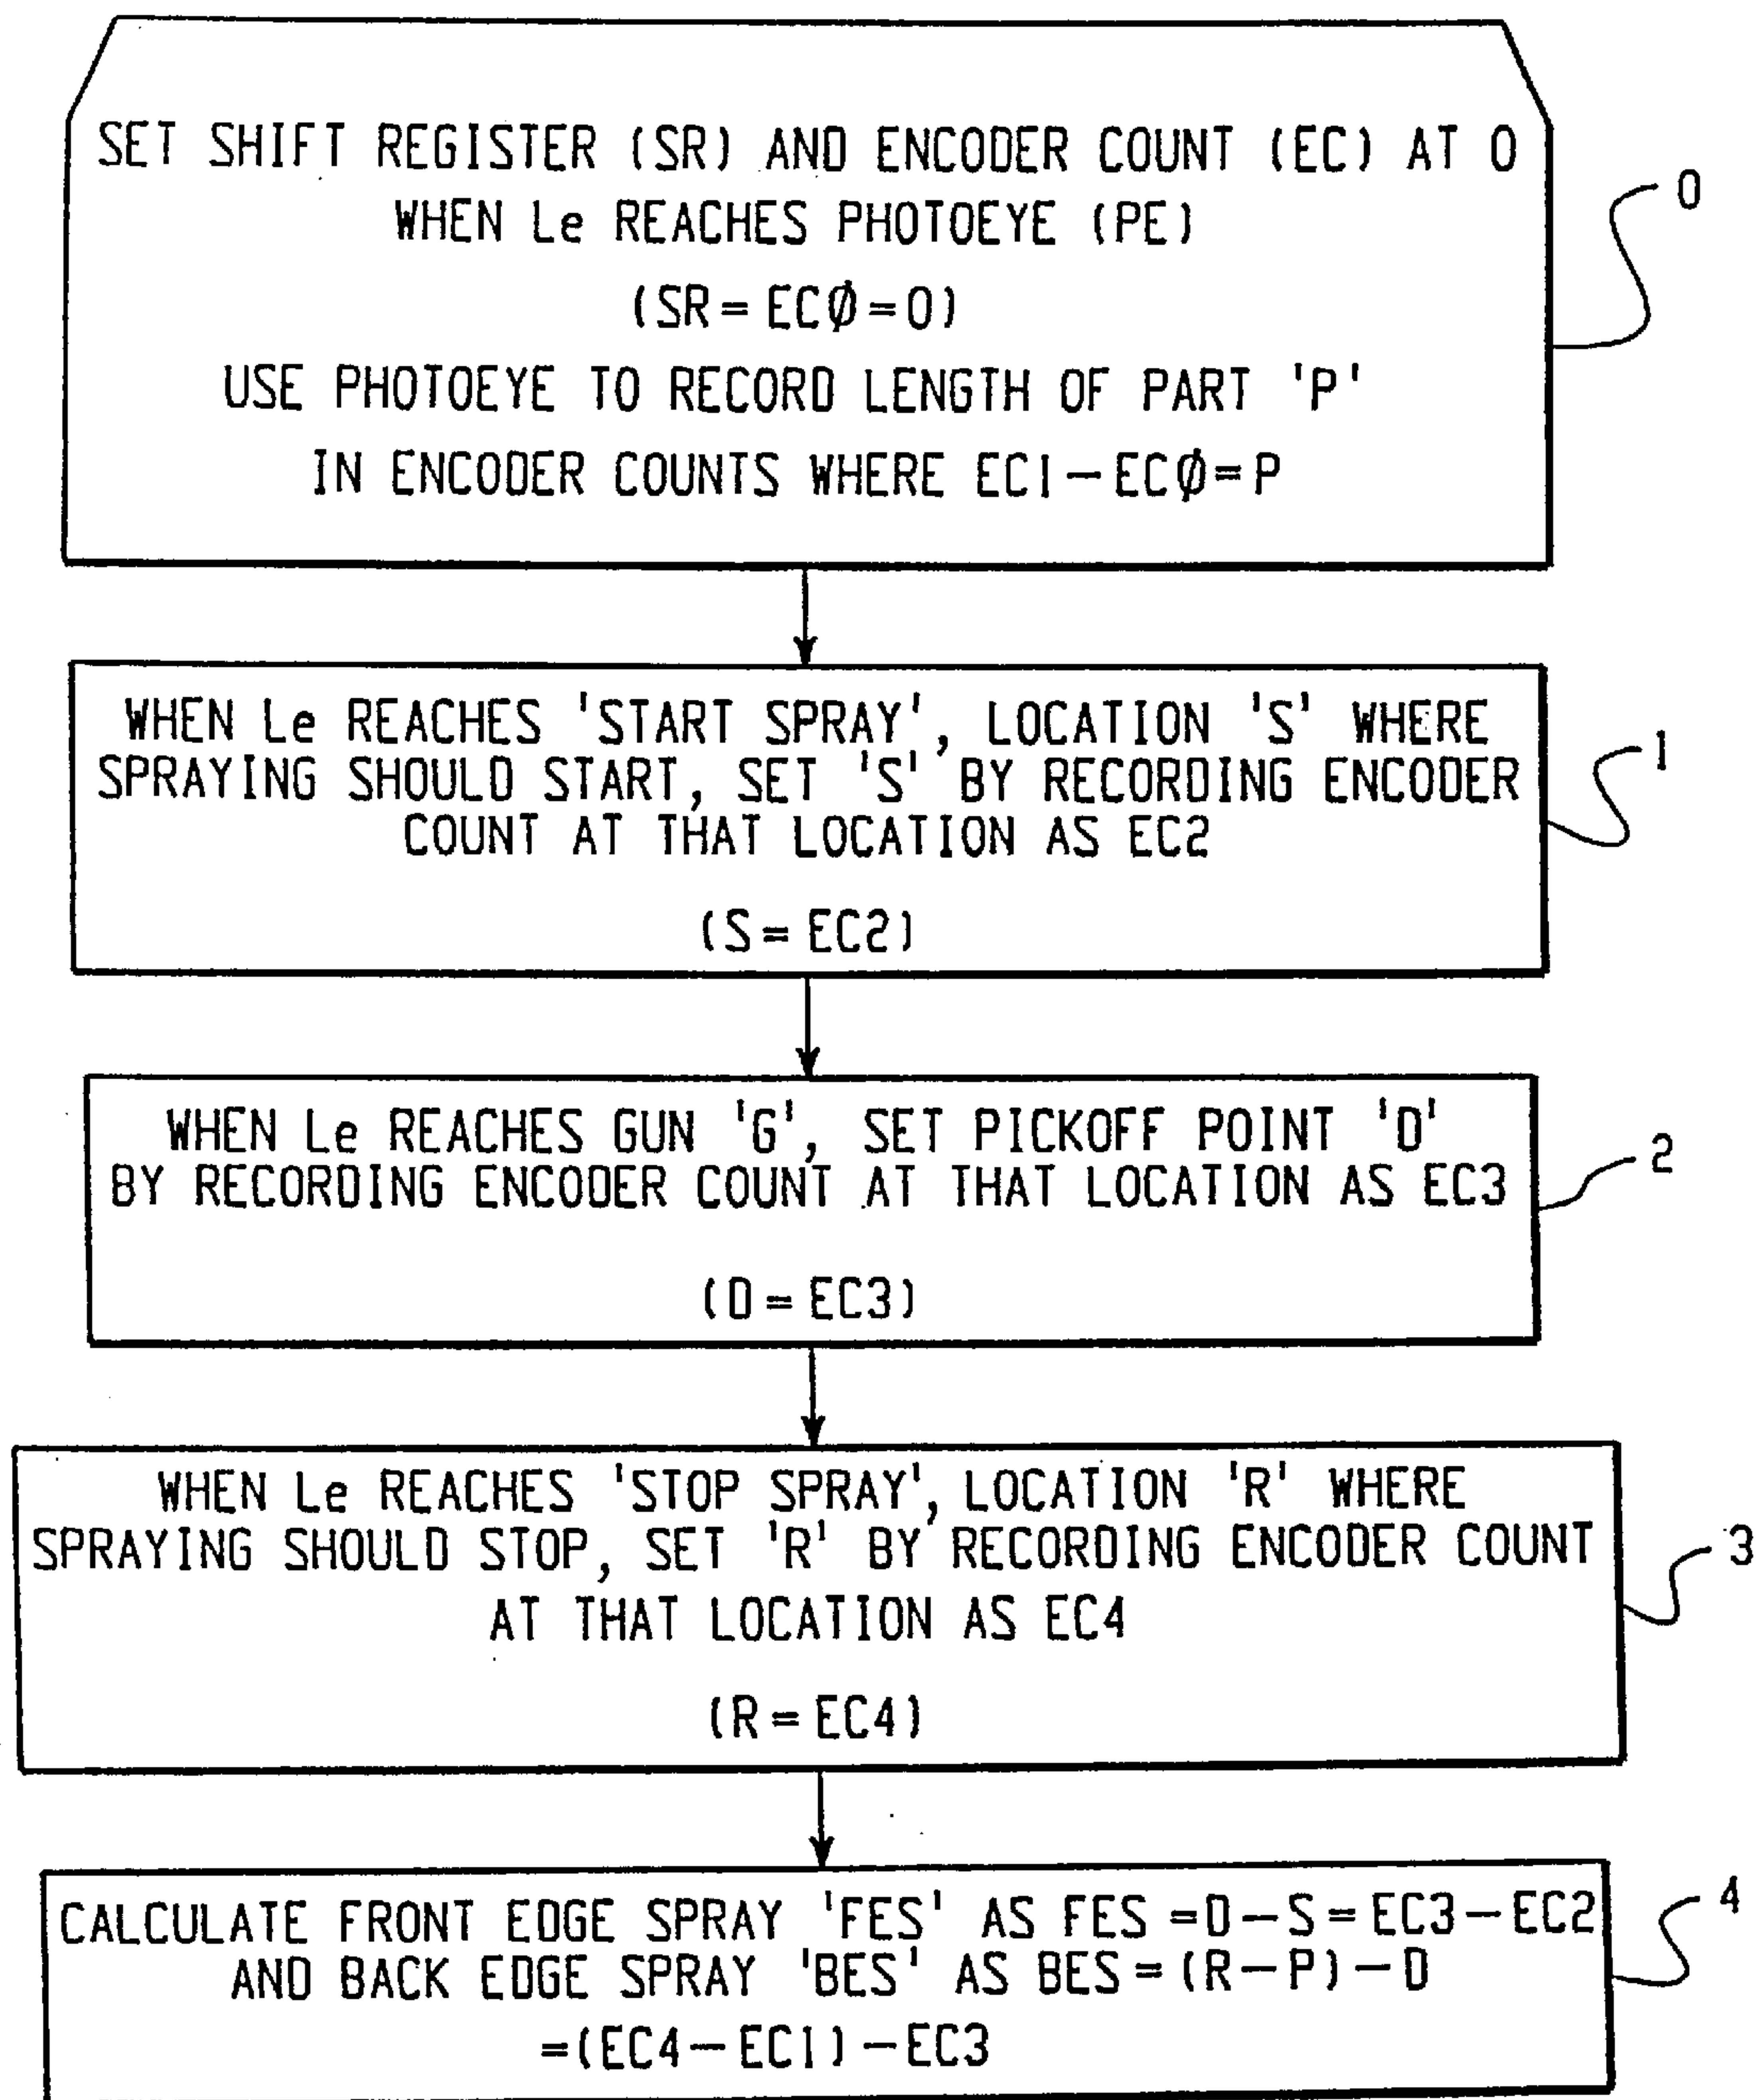 SET SHIFT REGISTER (SR) AND ENCODER COUNT (EC) AT 0
WHEN Le REACHES PHOTOEYE (PE)
(SR=ECØ=0)
USE PHOTOEYE TO RECORD LENGTH OF PART 'P'
IN ENCODER COUNTS WHERE EC1-ECØ=P
0
WHEN Le REACHES 'START SPRAY', LOCATION 'S' WHERE
SPRAYING SHOULD START, SET 'S' BY RECORDING ENCODER
COUNT AT THAT LOCATION AS EC2
(S=EC2)
1
WHEN Le REACHES GUN 'G', SET PICKOFF POINT 'D'
BY RECORDING ENCODER COUNT AT THAT LOCATION AS EC3
(D=EC3)
2
WHEN Le REACHES 'STOP SPRAY', LOCATION 'R' WHERE
SPRAYING SHOULD STOP, SET 'R' BY RECORDING ENCODER COUNT
AT THAT LOCATION AS EC4
(R=EC4)
3
CALCULATE FRONT EDGE SPRAY 'FES' AS FES=D-S=EC3-EC2
AND BACK EDGE SPRAY 'BES' AS BES=(R-P)-D
=(EC4-EC1)-EC3
4